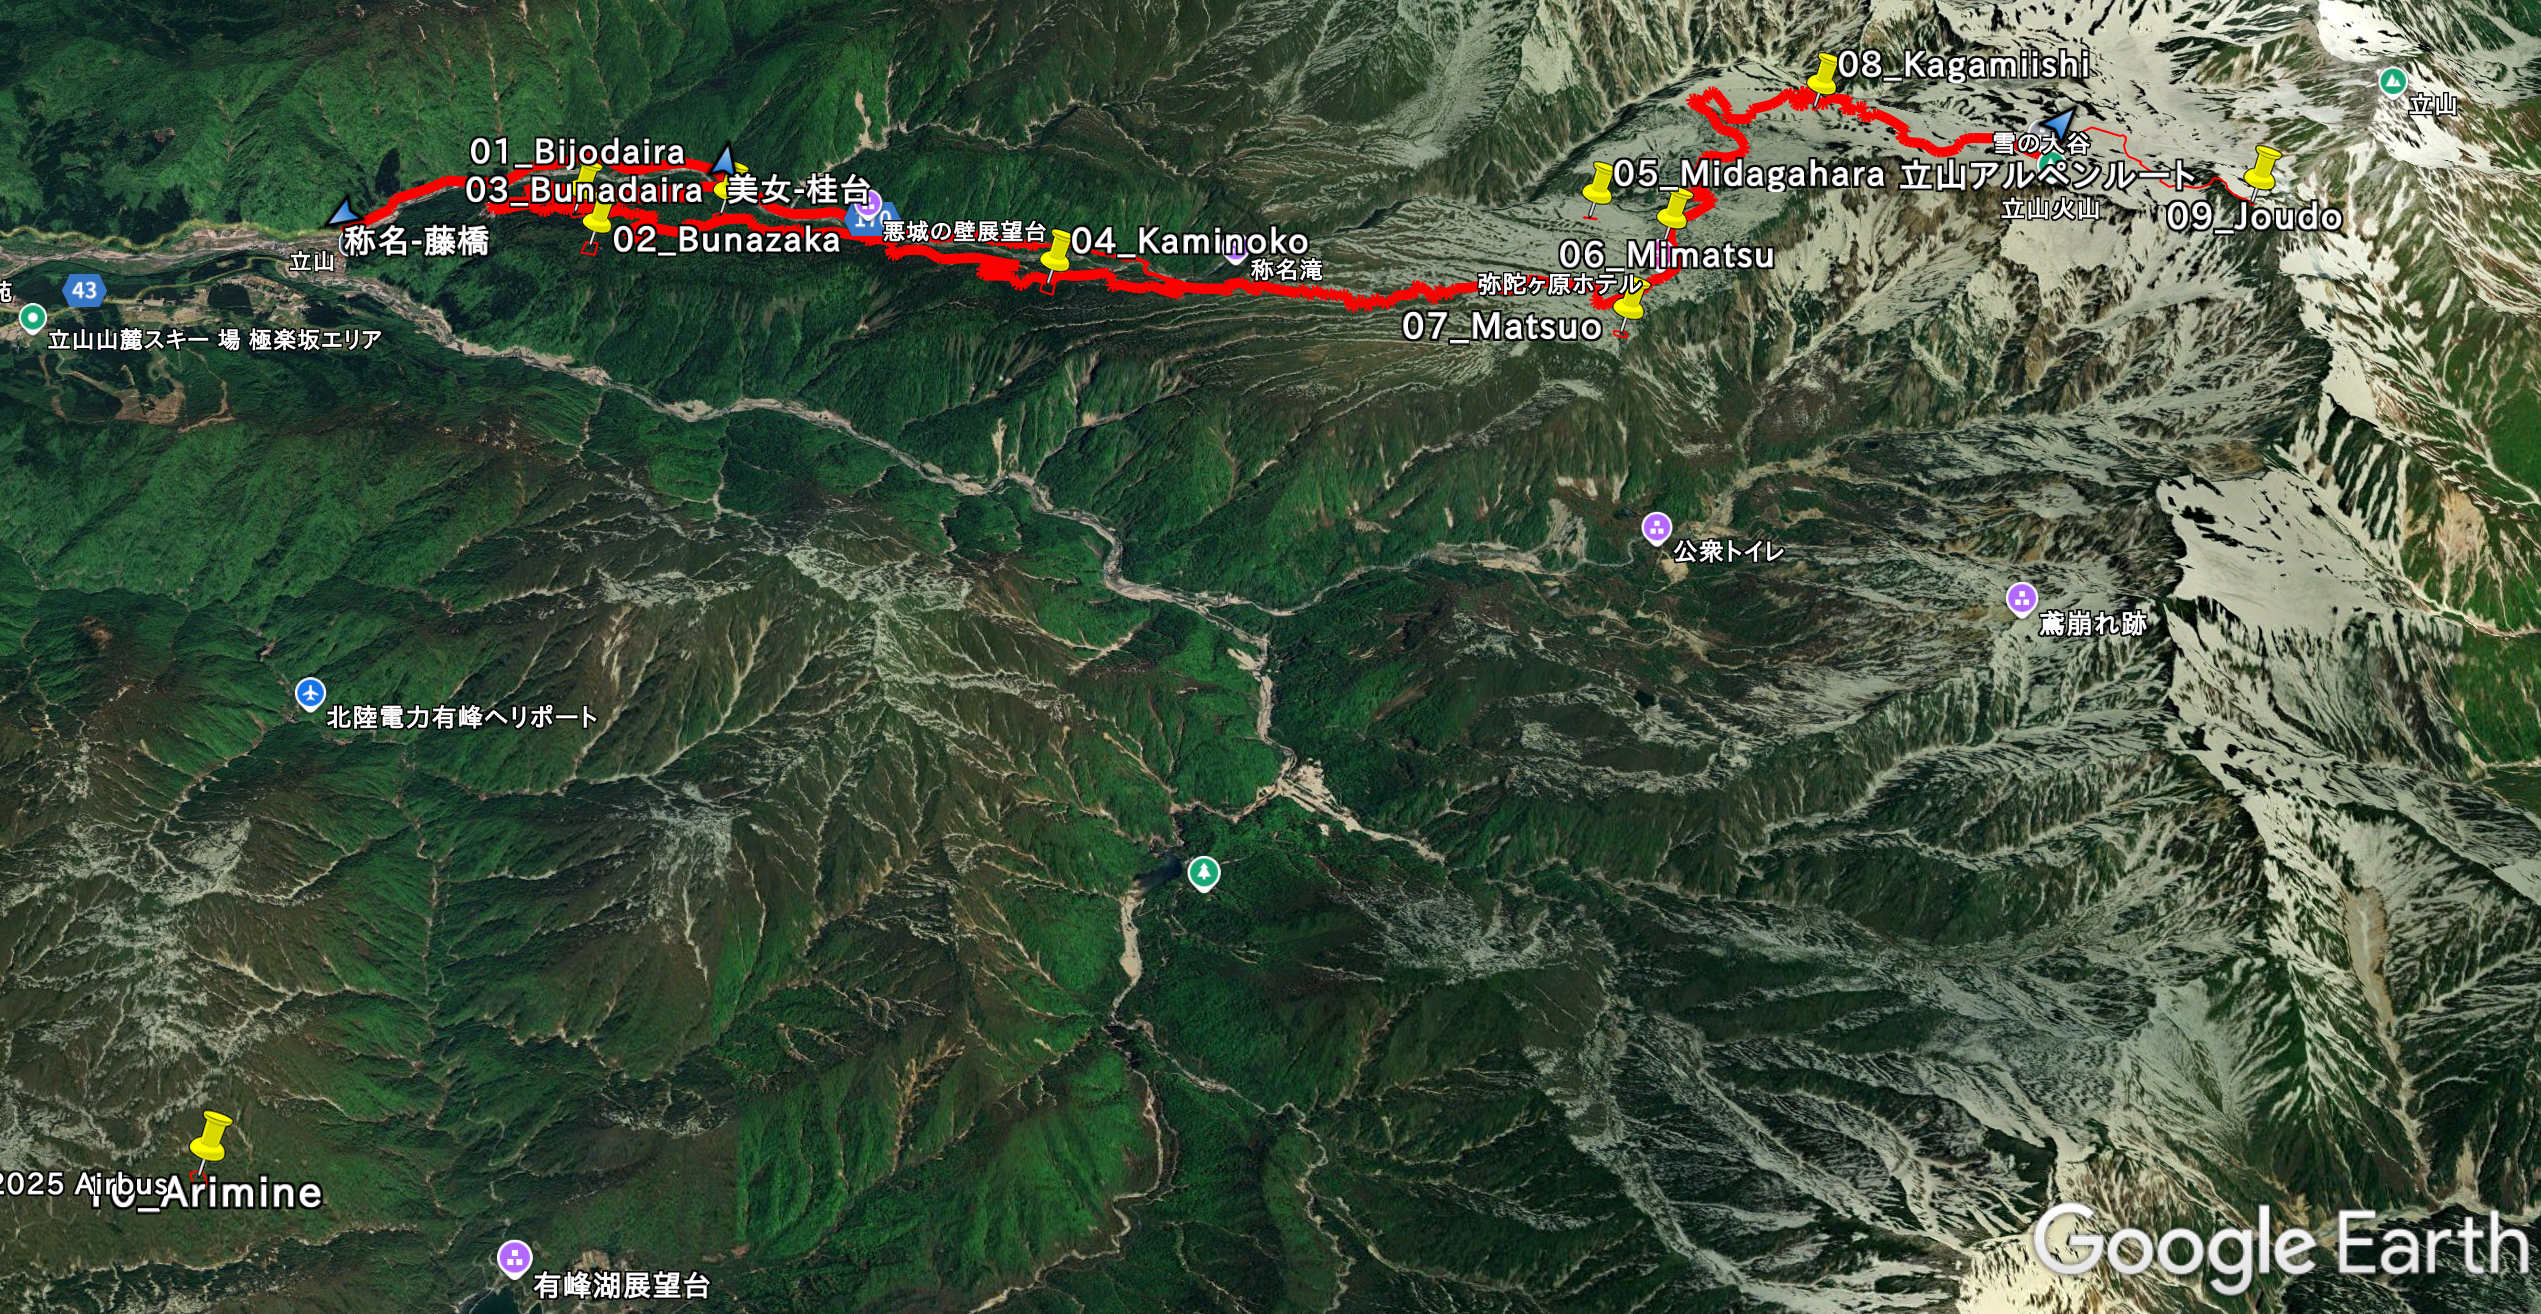 08_Kagamiishi
立山
雪の大谷
01_Bijodaira
05_Midagahara
立山アルペンルート
03_Bunadaira
美女-桂台
立山火山
09_Joudo
悪城の壁展望台
称名-藤橋
02_Bunazaka
04_Kaminoko
06_Mimatsu
立山
称名滝
弥陀ヶ原ホテル
43
苑
07_Matsuo
立山山麓スキー 場 極楽坂エリア
公衆トイレ
鳶崩れ跡
北陸電力有峰ヘリポート
2025 Airbus
10_Arimine
有峰湖展望台
Google Earth